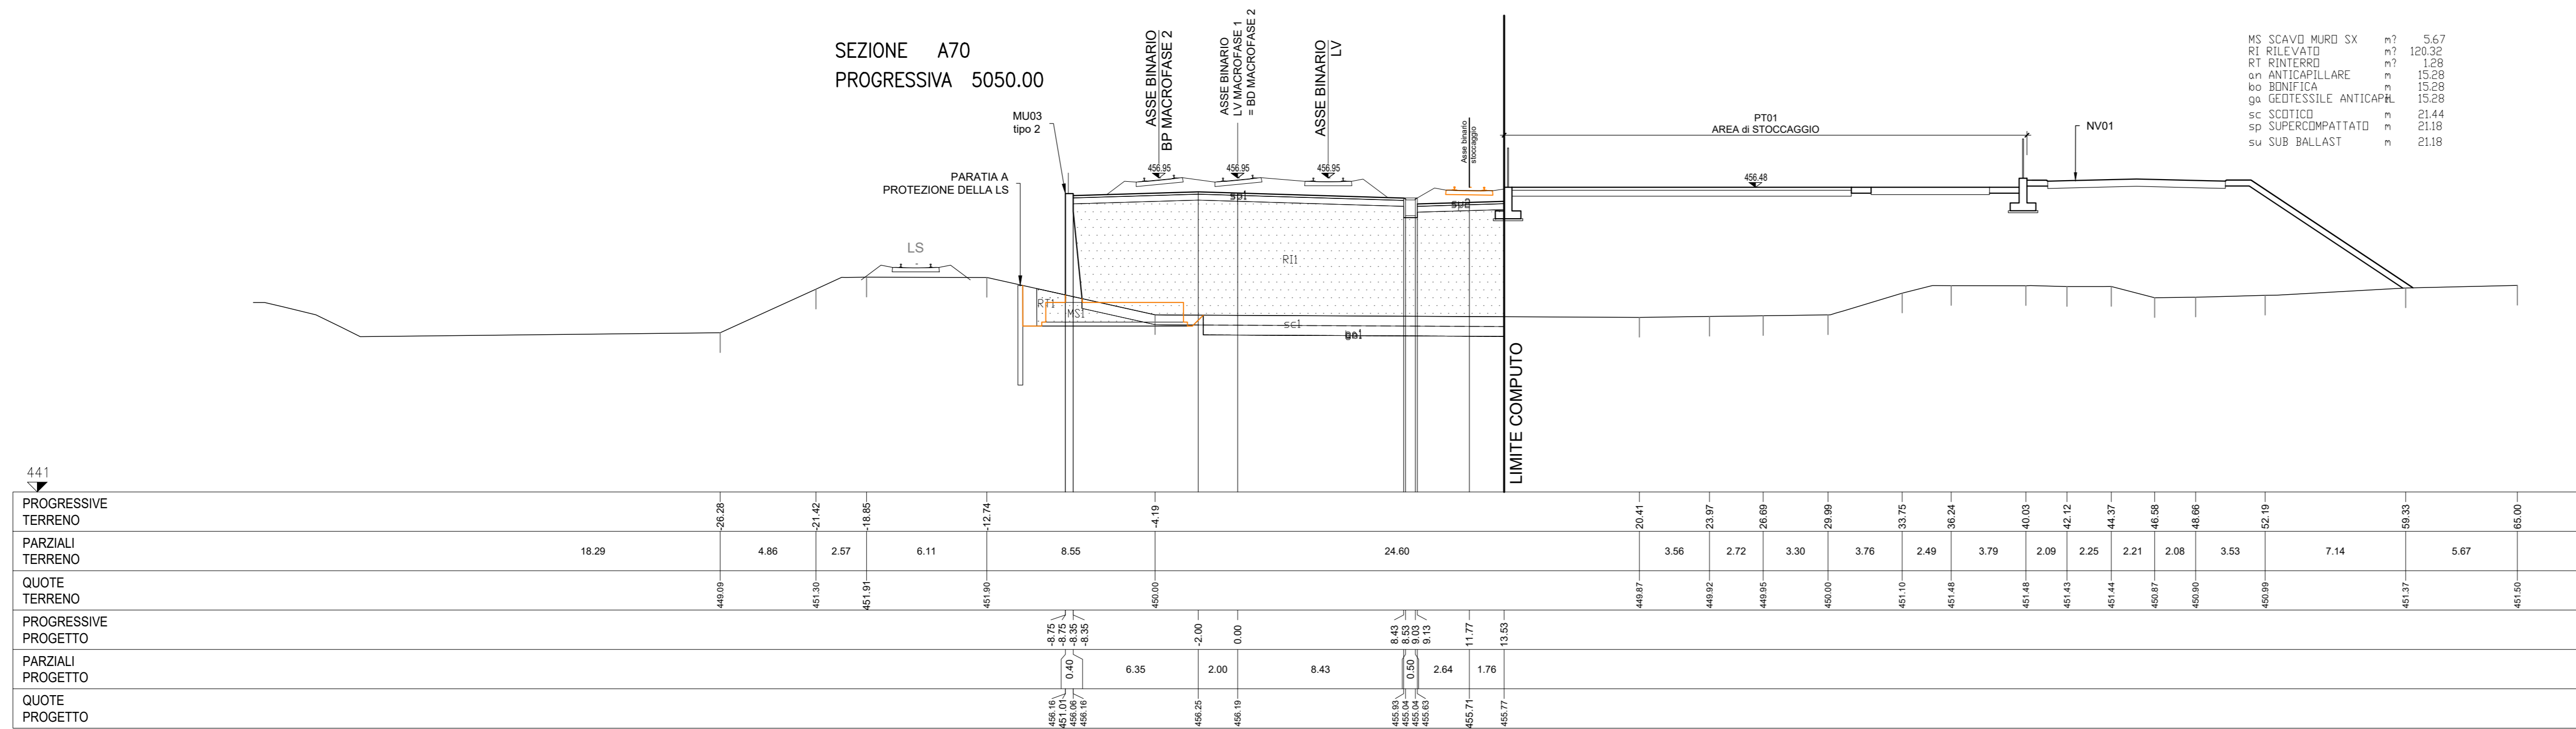 SEZIONE A70
PROGRESSIVA 5050.00
ASSE BINARIO
BP MACROFASE 2
ASSE BINARIO
LV MACROFASE 1
= BD MACROFASE 2
ASSE BINARIO
LV
Asse binario
stoccaggio
MS SCAVO MURO SX m? 5.67
RI RILEVATO m? 120.32
RT RINTERRO m? 1.28
an ANTICAPILLARE m 15.28
bo BONIFICA m 15.28
ga GEOTESSILE ANTICAPIL 15.28
sc SCOTICO m 21.44
sp SUPERCOMPATTATO m 21.18
su SUB BALLAST m 21.18
MU03
tipo 2
PT01
AREA di STOCCAGGIO
NV01
PARATIA A
PROTEZIONE DELLA LS
456.95
456.95
456.95
456.48
sp1
LS
RI1
RT1
MS1
sc1
LIMITE COMPUTO
441
PROGRESSIVE
TERRENO
-26.28 -21.42 -18.85 -12.74 -4.19 20.41 23.97 26.69 29.99 33.75 36.24 40.03 42.12 44.37 46.58 48.66 52.19 59.33 65.00
PARZIALI
TERRENO
18.29 4.86 2.57 6.11 8.55 24.60 3.56 2.72 3.30 3.76 2.49 3.79 2.09 2.25 2.21 2.08 3.53 7.14 5.67
QUOTE
TERRENO
449.09 451.30 451.91 451.90 450.00 449.87 449.92 449.95 450.00 451.10 451.48 451.48 451.43 451.44 450.87 450.90 450.99 451.37 451.50
PROGRESSIVE
PROGETTO
-8.75 -8.75 -8.35 -8.35 -2.00 0.00 8.43 8.53 9.03 9.13 11.77 13.53
PARZIALI
PROGETTO
0.40 6.35 2.00 8.43 0.50 2.64 1.76
QUOTE
PROGETTO
456.16 451.01 456.06 456.16 456.25 456.19 455.93 455.04 455.04 455.63 455.71 455.77